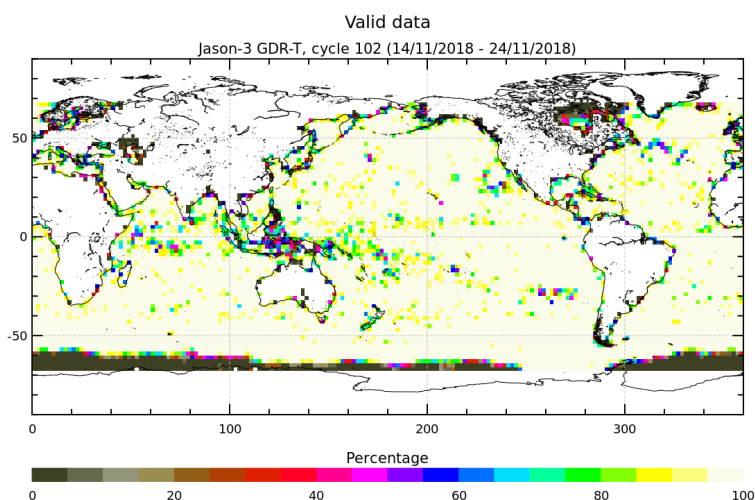 Valid data
Jason-3 GDR-T, cycle 102 (14/11/2018 - 24/11/2018)
50
0
-50
0 100 200 300
Percentage
0 20 40 60 80 100